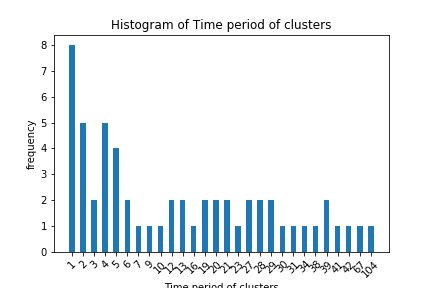 Histogram of Time period of clusters
frequency
8
7
6
5
4
3
2
1
0
1 2 3 4 5 6 7 9 10 12 13 16 19 20 21 23 27 28 29 30 31 34 38 39 41 42 67 104
Time period of clusters